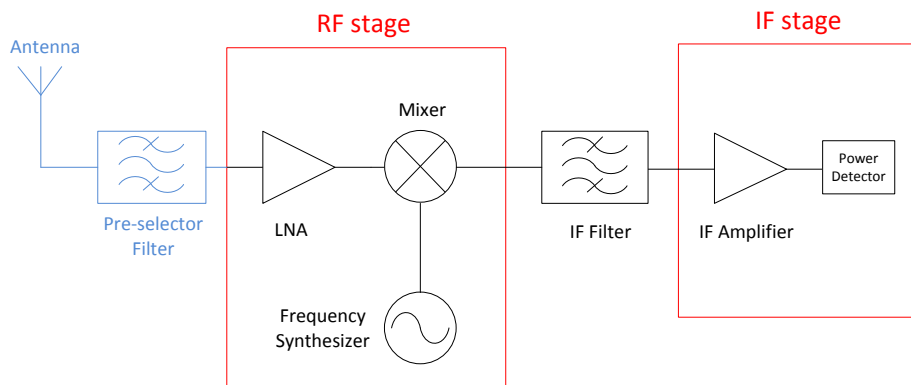 RF stage
IF stage
Antenna
Mixer
Power
Detector
Pre-selector
Filter
LNA
IF Filter
IF Amplifier
Frequency
Synthesizer